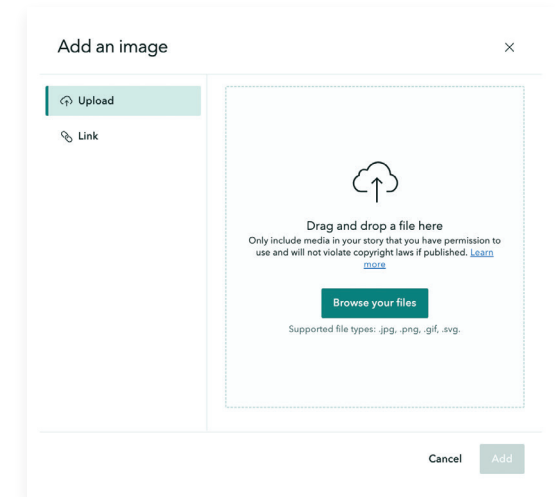 Add an image
Upload
Link
Drag and drop a file here
Only include media in your story that you have permission to
use and will not violate copyright laws if published. Learn
more
Browse your files
Supported file types: .jpg, .png, .gif, .svg.
Cancel
Add